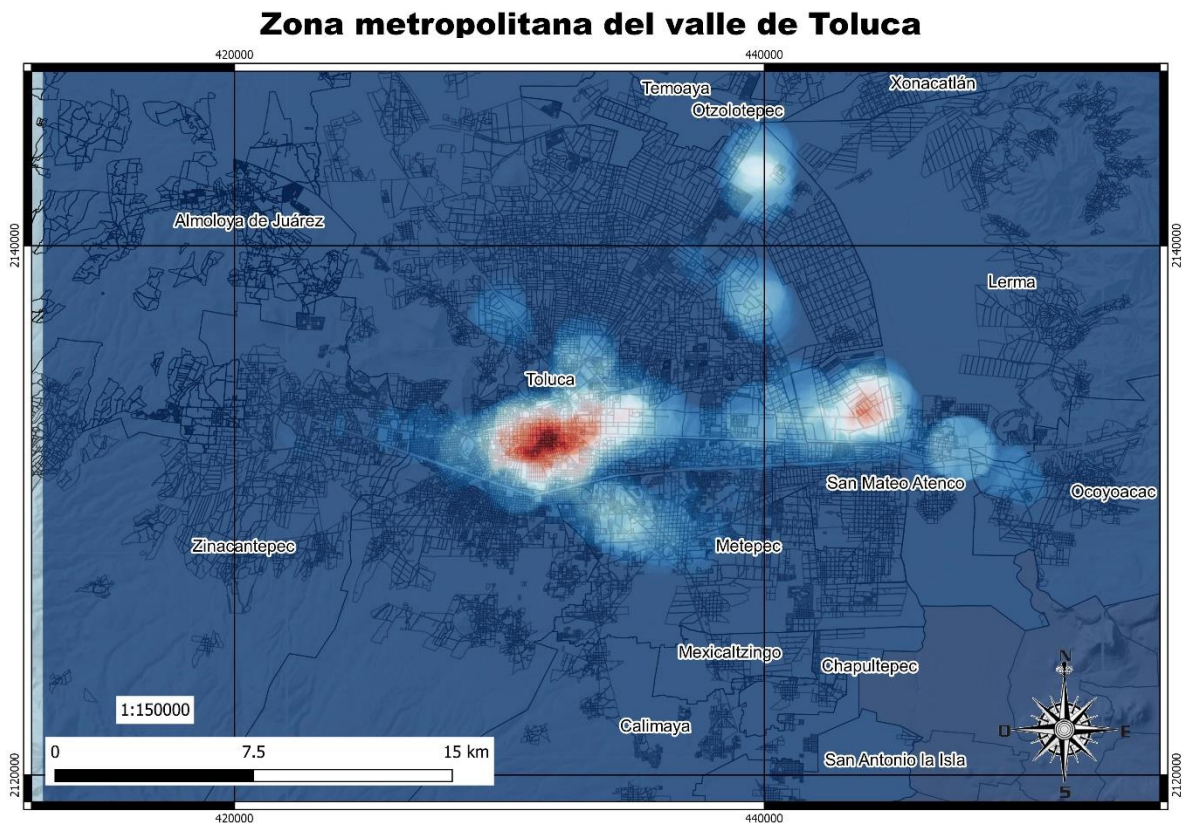 Zona metropolitana del valle de Toluca
420000
440000
Temoaya
Xonacatlán
Otzolotepec
Almoloya de Juárez
2140000
2140000
Lerma
Toluca
San Mateo Atenco
Ocoyoacac
Zinacantepec
Metepec
Mexicaltzingo
Chapultepec
N
1:150000
Calimaya
O
E
0
7.5
15 km
San Antonio la Isla
2120000
2120000
S
420000
440000